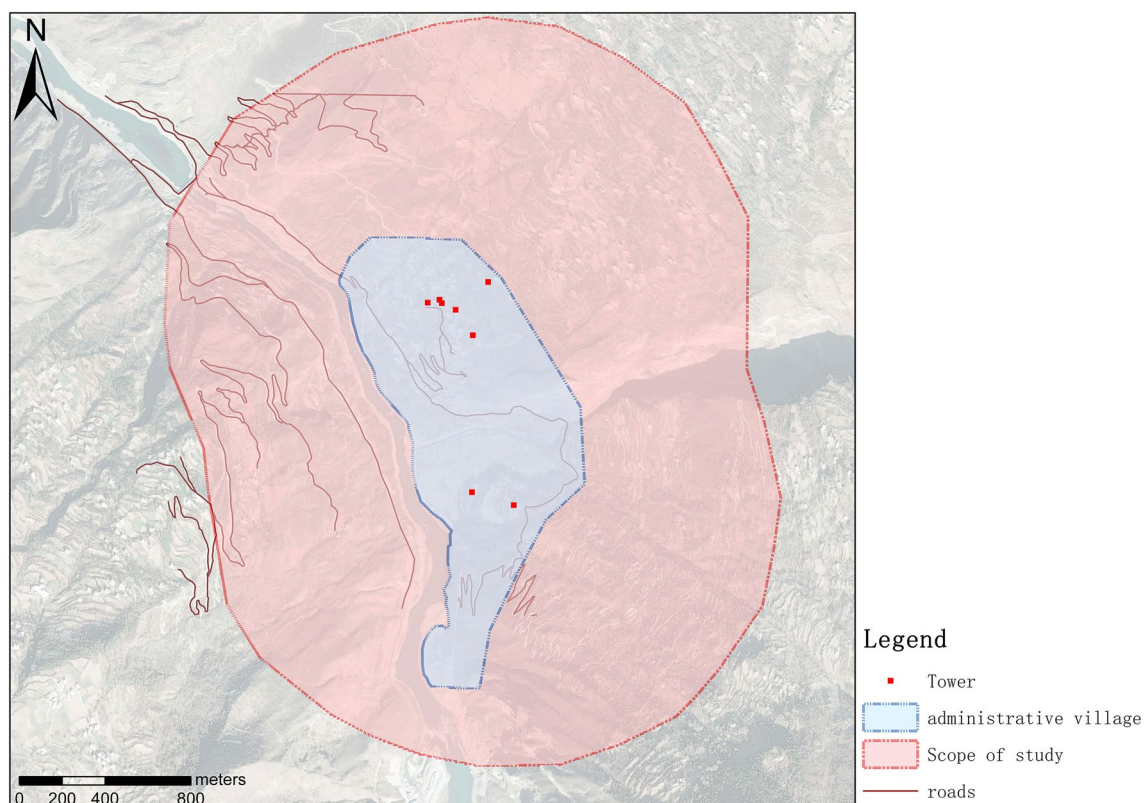 N
meters
0 200 400 800
Legend
Tower
administrative village
Scope of study
roads